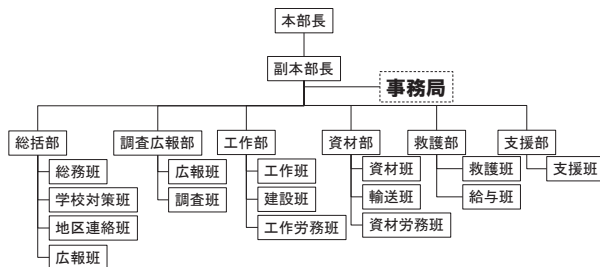 本部長
副本部長
事務局
総括部
調査広報部
工作部
資材部
救護部
支援部
総務班
学校対策班
地区連絡班
広報班
広報班
調査班
工作班
建設班
工作労務班
資材班
輸送班
資材労務班
救護班
給与班
支援班